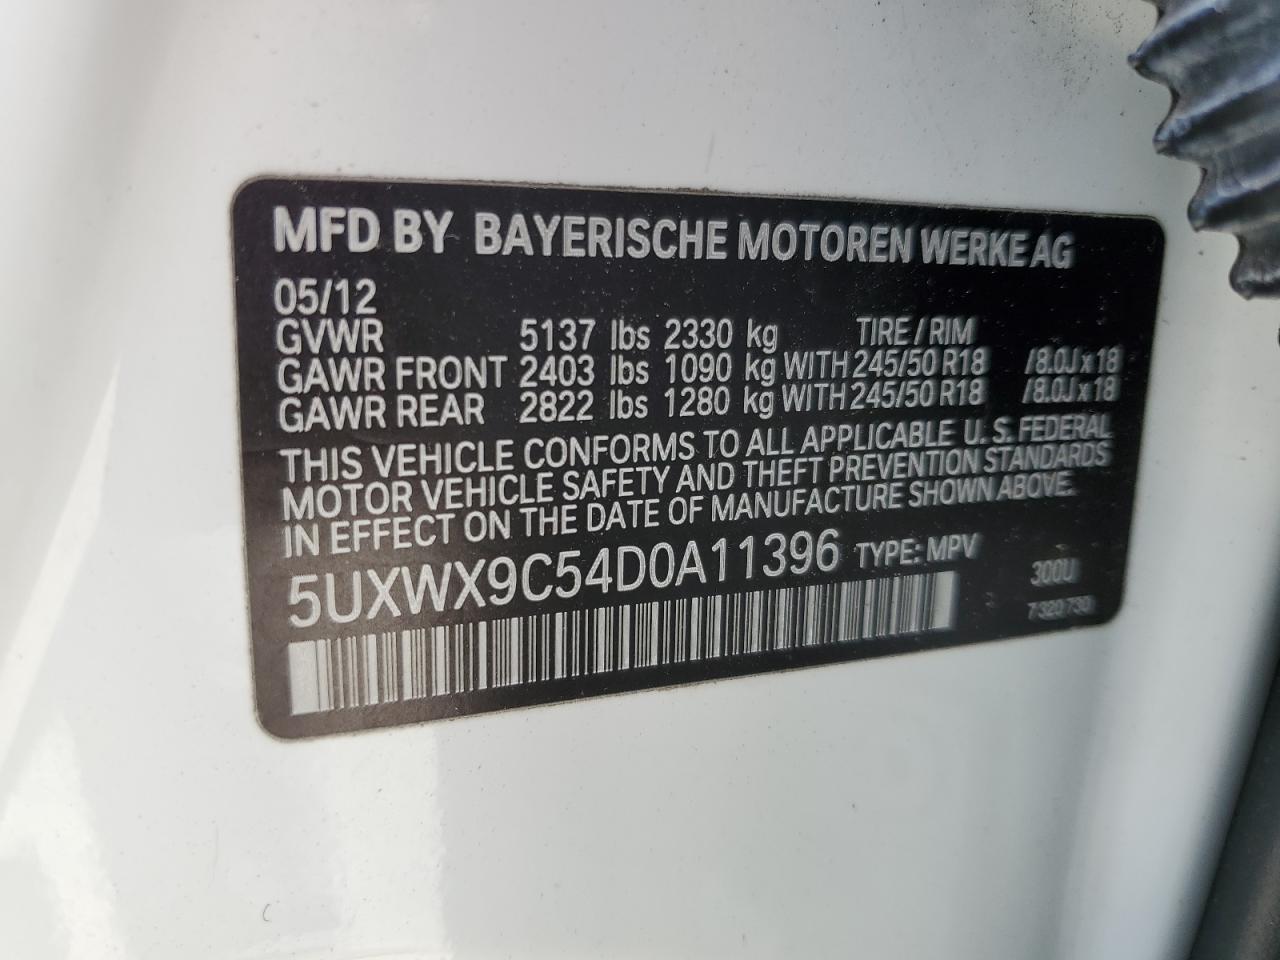 MFD BY BAYERISCHE MOTOREN WERKE AG
05/12
GVWR 5137 lbs 2330 kg TIRE / RIM
GAWR FRONT 2403 lbs 1090 kg WITH 245/50 R18 /8.0J x 18
GAWR REAR 2822 lbs 1280 kg WITH 245/50 R18 /8.0J x 18
THIS VEHICLE CONFORMS TO ALL APPLICABLE U. S. FEDERAL
MOTOR VEHICLE SAFETY AND THEFT PREVENTION STANDARDS
IN EFFECT ON THE DATE OF MANUFACTURE SHOWN ABOVE.
5UXWX9C54D0A11396 TYPE: MPV
300U
7 320 730